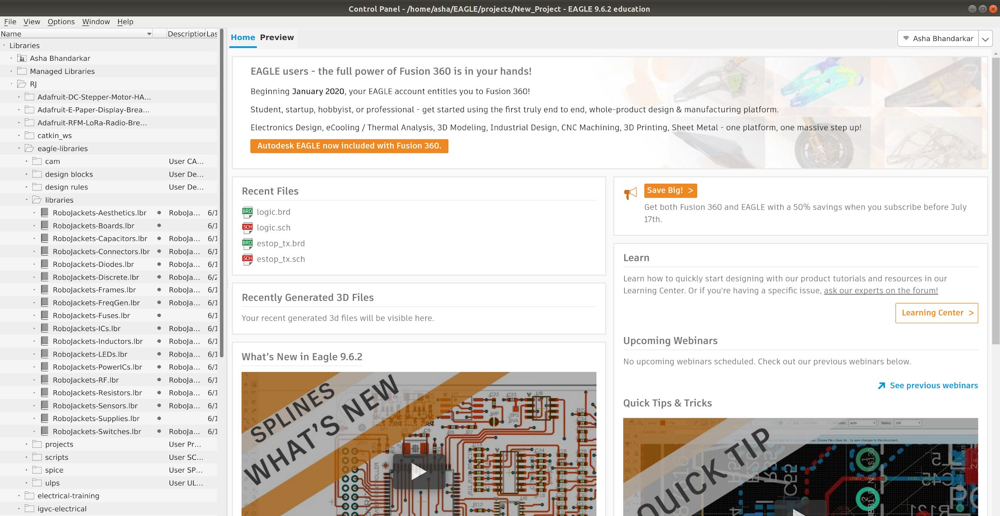 Control Panel - /home/asha/EAGLE/projects/New_Project - EAGLE 9.6.2 education
File View Options Window Help
Name Description Las
Libraries
Asha Bhandarkar
Managed Libraries
RJ
Adafruit-DC-Stepper-Motor-HA...
Adafruit-E-Paper-Display-Brea...
Adafruit-RFM-LoRa-Radio-Bre...
catkin_ws
eagle-libraries
cam User CA...
design blocks User De...
design rules User De...
libraries
RoboJackets-Aesthetics.lbr RoboJa... 6/1
RoboJackets-Boards.lbr 6/1
RoboJackets-Capacitors.lbr RoboJa... 6/1
RoboJackets-Connectors.lbr RoboJa... 6/1
RoboJackets-Diodes.lbr RoboJa... 6/1
RoboJackets-Discrete.lbr RoboJa... 6/2
RoboJackets-Frames.lbr RoboJa... 6/1
RoboJackets-FreqGen.lbr RoboJa... 6/1
RoboJackets-Fuses.lbr 6/1
RoboJackets-ICs.lbr RoboJa... 6/1
RoboJackets-Inductors.lbr RoboJa... 6/1
RoboJackets-LEDs.lbr RoboJa... 6/1
RoboJackets-PowerICs.lbr RoboJa... 6/1
RoboJackets-RF.lbr RoboJa... 6/1
RoboJackets-Resistors.lbr RoboJa... 6/1
RoboJackets-Sensors.lbr RoboJa... 6/1
RoboJackets-Supplies.lbr 6/1
RoboJackets-Switches.lbr RoboJa... 6/1
projects User Pr...
scripts User SC...
spice User SP...
ulps User UL...
electrical-training
igvc-electrical
Home Preview
Asha Bhandarkar
EAGLE users - the full power of Fusion 360 is in your hands!
Beginning January 2020, your EAGLE account entitles you to Fusion 360!
Student, startup, hobbyist, or professional - get started using the first truly end to end, whole-product design & manufacturing platform.
Electronics Design, eCooling / Thermal Analysis, 3D Modeling, Industrial Design, CNC Machining, 3D Printing, Sheet Metal - one platform, one massive step up!
Autodesk EAGLE now included with Fusion 360.
Recent Files
BRD logic.brd
SCH logic.sch
BRD estop_tx.brd
SCH estop_tx.sch
Recently Generated 3D Files
Your recent generated 3d files will be visible here.
What's New in Eagle 9.6.2
SPLINES
WHAT'S NEW
Save Big! >
Get both Fusion 360 and EAGLE with a 50% savings when you subscribe before July
17th.
Learn
Learn how to quickly start designing with our product tutorials and resources in our
Learning Center. Or if you're having a specific issue, ask our experts on the forum!
Learning Center >
Upcoming Webinars
No upcoming webinars scheduled. Check out our previous webinars below.
See previous webinars
Quick Tips & Tricks
QUICK TIP